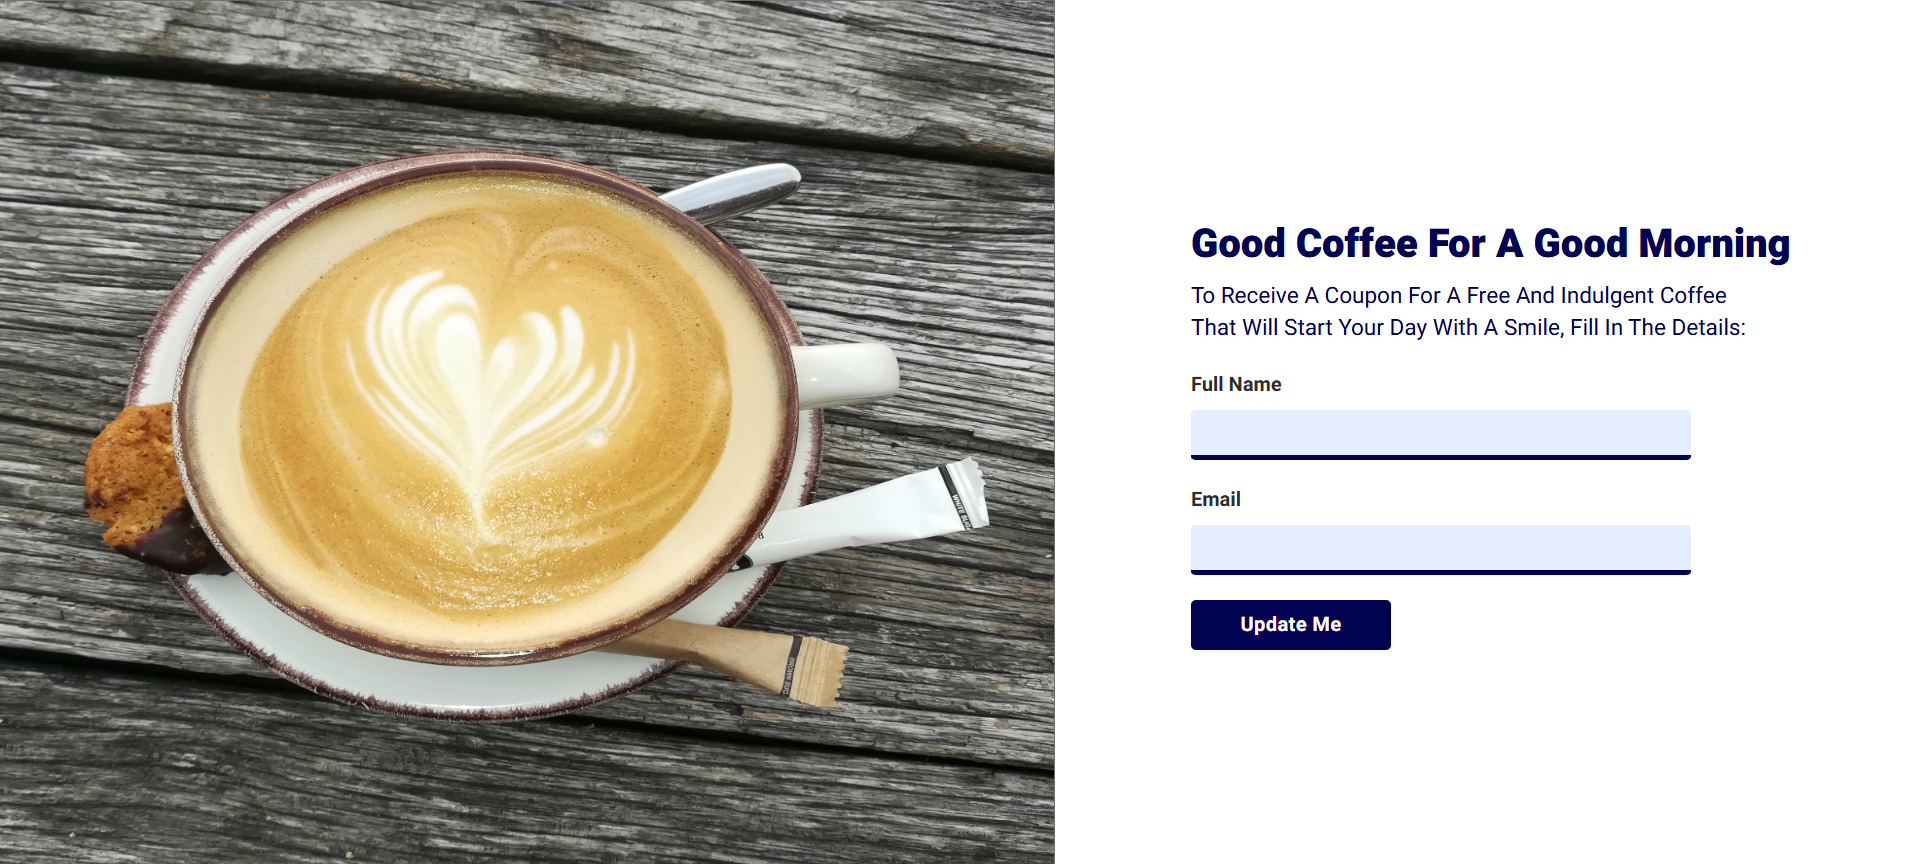 Good Coffee For A Good Morning
To Receive A Coupon For A Free And Indulgent Coffee
That Will Start Your Day With A Smile, Fill In The Details:
Full Name
Email
Update Me